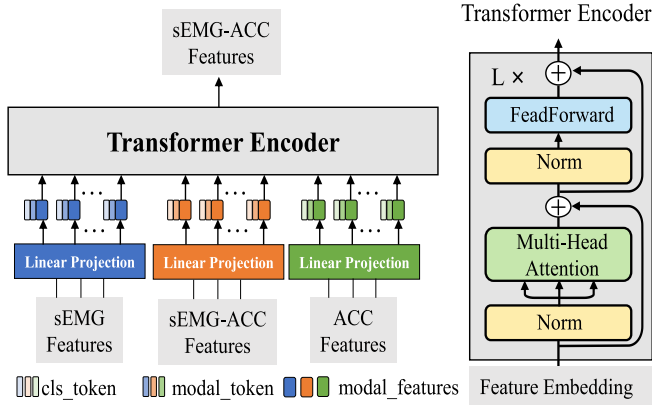 sEMG-ACC
Features
Transformer Encoder
Linear Projection
Linear Projection
Linear Projection
sEMG
Features
sEMG-ACC
Features
ACC
Features
cls_token
modal_token
modal_features
Transformer Encoder
L ×
FeadForward
Norm
Multi-Head
Attention
Norm
Feature Embedding